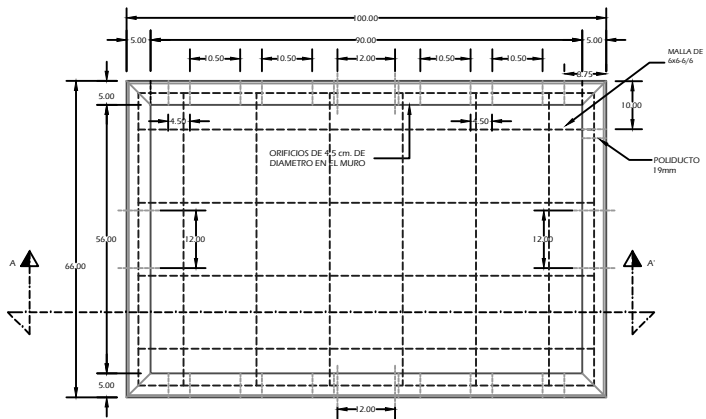 100.00
5.00
90.00
5.00
10.50
10.50
12.00
10.50
10.50
8.75
MALLA DE
6x6-6/6
5.00
10.00
4.50
4.50
ORIFICIOS DE 4.5 cm. DE
DIAMETRO EN EL MURO
POLIDUCTO
19mm
12.00
12.00
56.00
66.00
A
A'
5.00
12.00